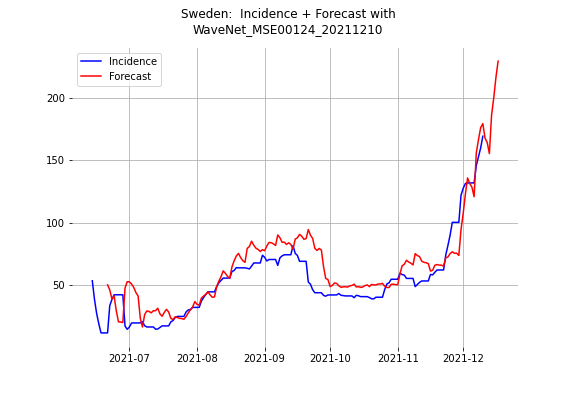 Sweden:  Incidence + Forecast with
WaveNet_MSE00124_20211210
Incidence
Forecast
200
150
100
50
2021-07 2021-08 2021-09 2021-10 2021-11 2021-12